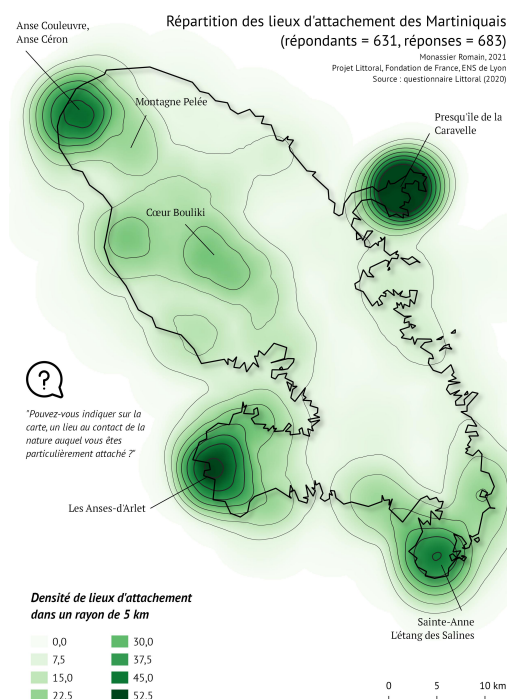 Répartition des lieux d'attachement des Martiniquais
(répondants = 631, réponses = 683)
Monassier Romain, 2021
Projet Littoral, Fondation de France, ENS de Lyon
Source : questionnaire Littoral (2020)
Anse Couleuvre,
Anse Céron
Montagne Pelée
Presqu'île de la
Caravelle
Cœur Bouliki
?
"Pouvez-vous indiquer sur la
carte, un lieu au contact de la
nature auquel vous êtes
particulièrement attaché ?"
Les Anses-d'Arlet
Sainte-Anne
L'étang des Salines
Densité de lieux d'attachement
dans un rayon de 5 km
0,0
7,5
15,0
22,5
30,0
37,5
45,0
52,5
0 5 10 km